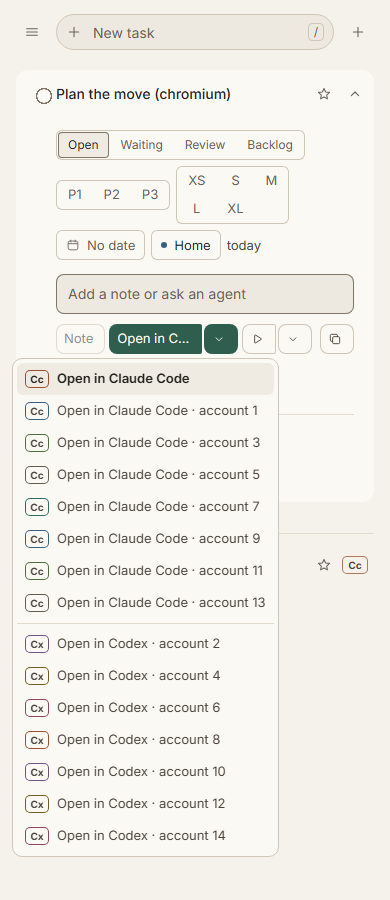 New task /
Plan the move (chromium)
Open Waiting Review Backlog
P1 P2 P3
XS S M
L XL
No date Home today
Add a note or ask an agent
Note Open in C...
Cc Open in Claude Code
Cc Open in Claude Code · account 1
Cc Open in Claude Code · account 3
Cc Open in Claude Code · account 5
Cc Open in Claude Code · account 7
Cc Open in Claude Code · account 9
Cc Open in Claude Code · account 11
Cc Open in Claude Code · account 13
Cc
Cx Open in Codex · account 2
Cx Open in Codex · account 4
Cx Open in Codex · account 6
Cx Open in Codex · account 8
Cx Open in Codex · account 10
Cx Open in Codex · account 12
Cx Open in Codex · account 14